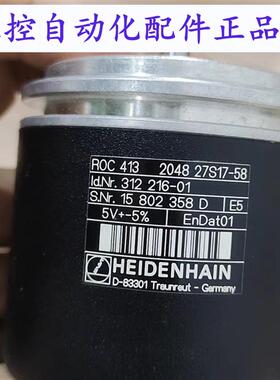 控自动化配件正品
ROC 413 2048 27S17-58
Id.Nr. 312 216-01
S.Nr. 15 802 358 D E5
5V+-5% EnDat01
HEIDENHAIN
D-83301 Traunreut - Germany